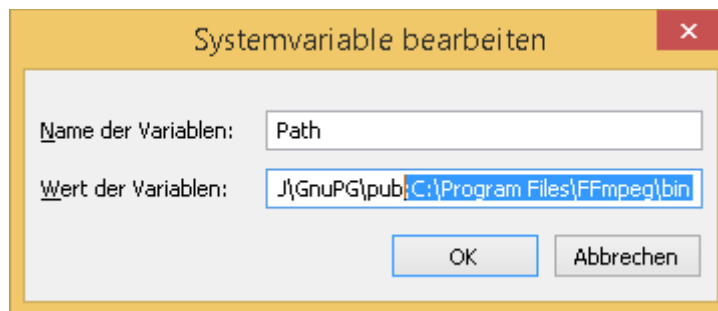 Systemvariable bearbeiten
Name der Variablen: Path
Wert der Variablen: J\GnuPG\pub;C:\Program Files\FFmpeg\bin
OK Abbrechen